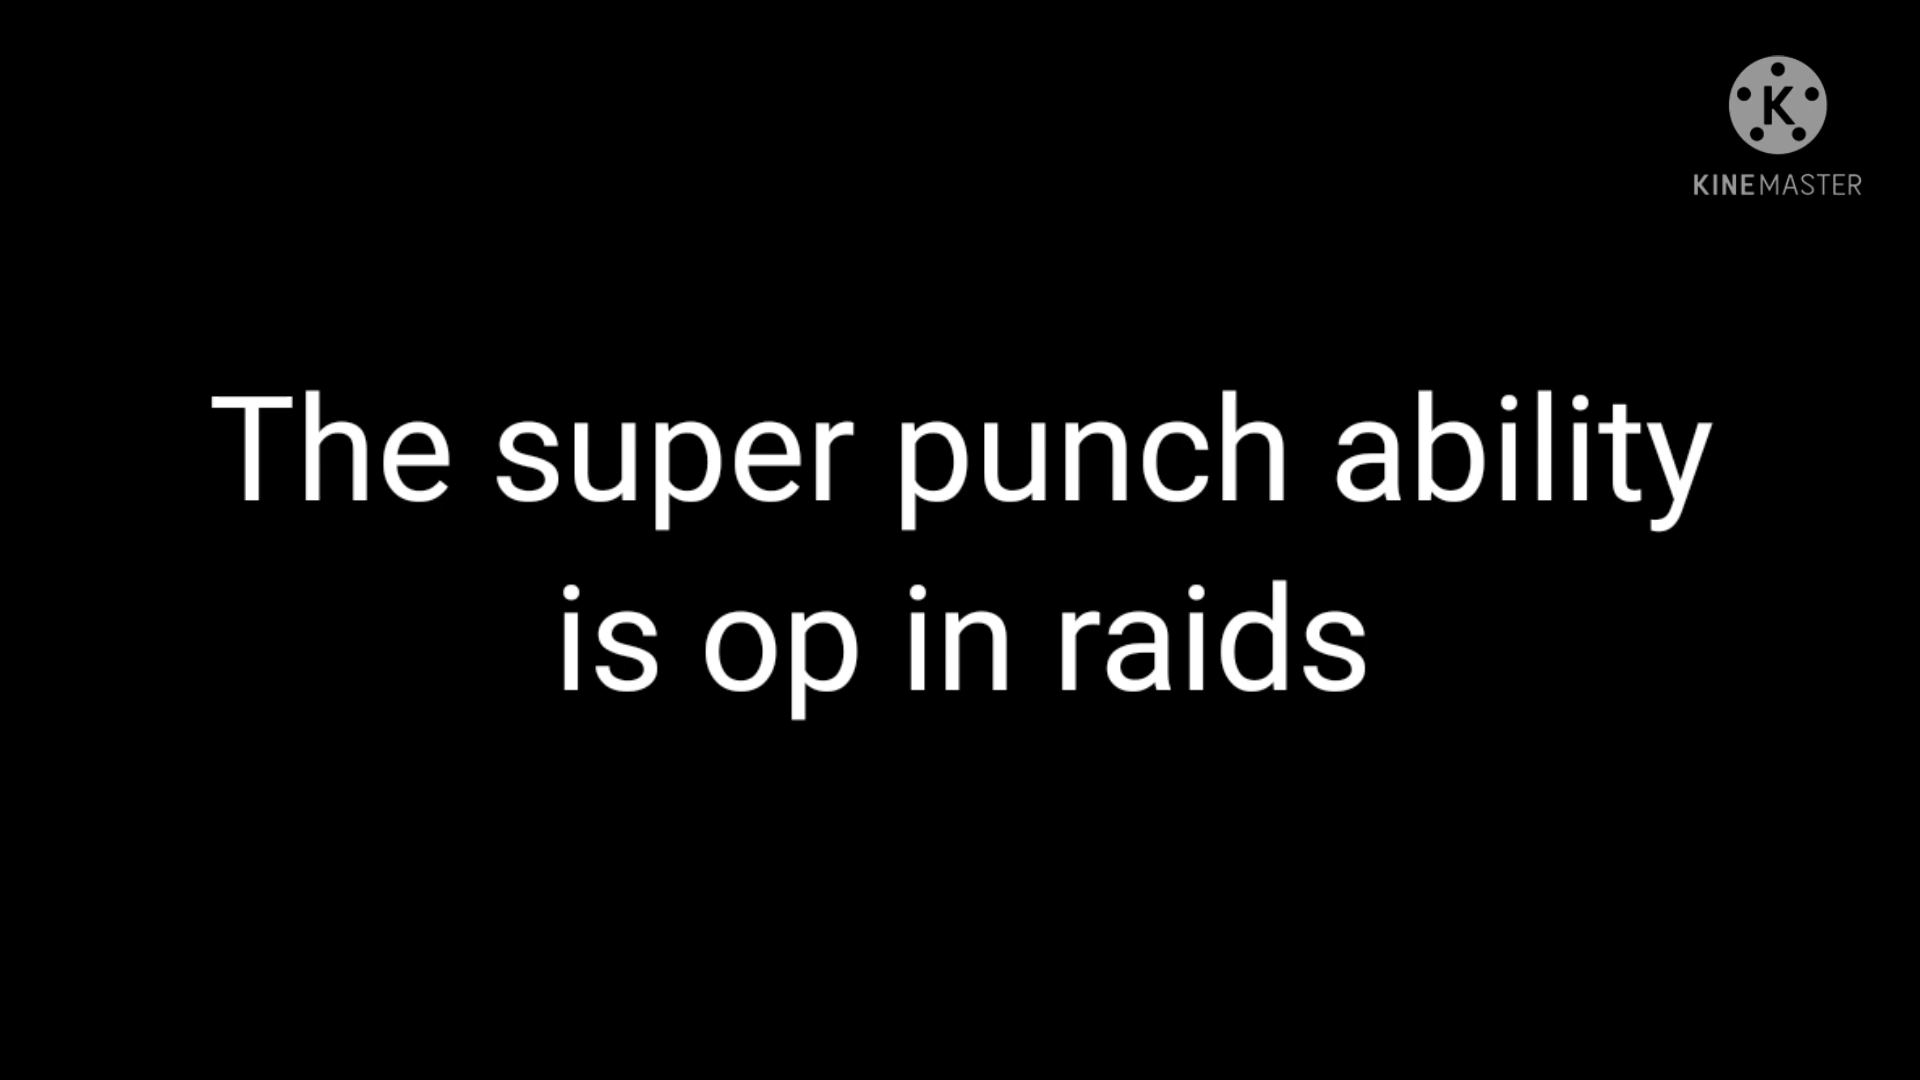 K
KINEMASTER
The super punch ability
is op in raids